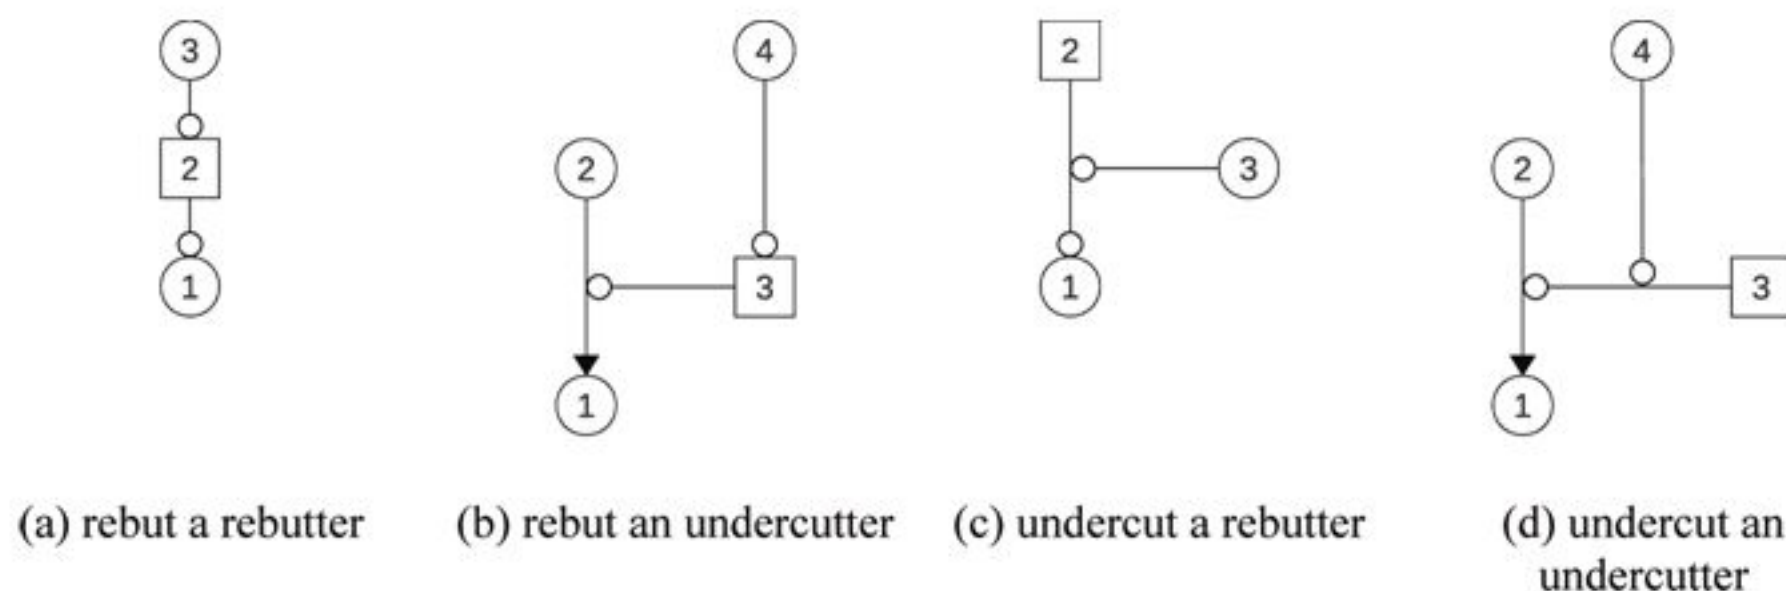 3
2
1
4
2
3
1
2
3
1
4
2
3
1
(a) rebut a rebutter
(b) rebut an undercutter
(c) undercut a rebutter
(d) undercut an
undercutter